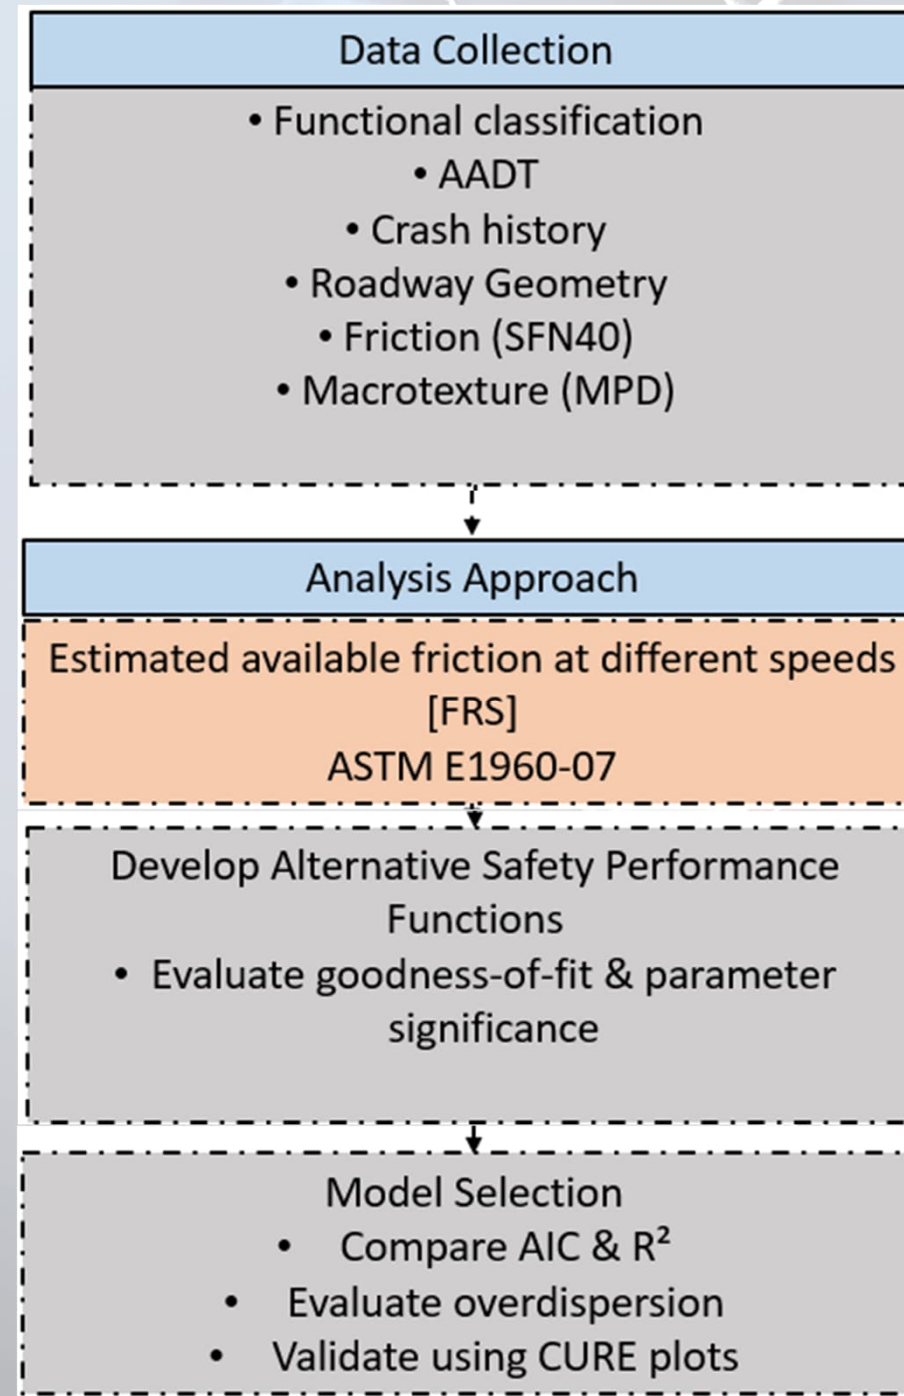 Data Collection
• Functional classification
• AADT
• Crash history
• Roadway Geometry
• Friction (SFN40)
• Macrotexture (MPD)
Analysis Approach
Estimated available friction at different speeds
[FRS]
ASTM E1960-07
Develop Alternative Safety Performance
Functions
• Evaluate goodness-of-fit & parameter
significance
Model Selection
• Compare AIC & R²
• Evaluate overdispersion
• Validate using CURE plots